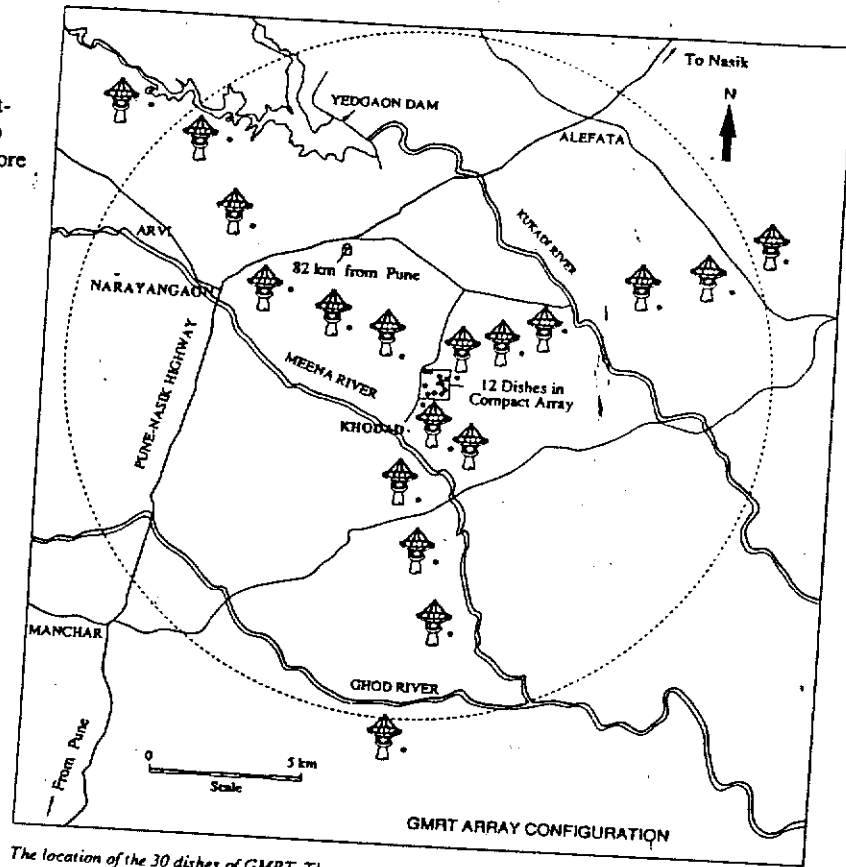 t-
ore
To Nasik
N
YEDGAON DAM
ALEFATA
KUKADI RIVER
ARVI
82 km from Pune
NARAYANGAON
PUNE-NASIK HIGHWAY
MEENA RIVER
12 Dishes in
Compact Array
KHODAD
MANCHAR
GHOD RIVER
From Pune
0 5 km
Scale
GMRT ARRAY CONFIGURATION
The location of the 30 dishes of GMRT.